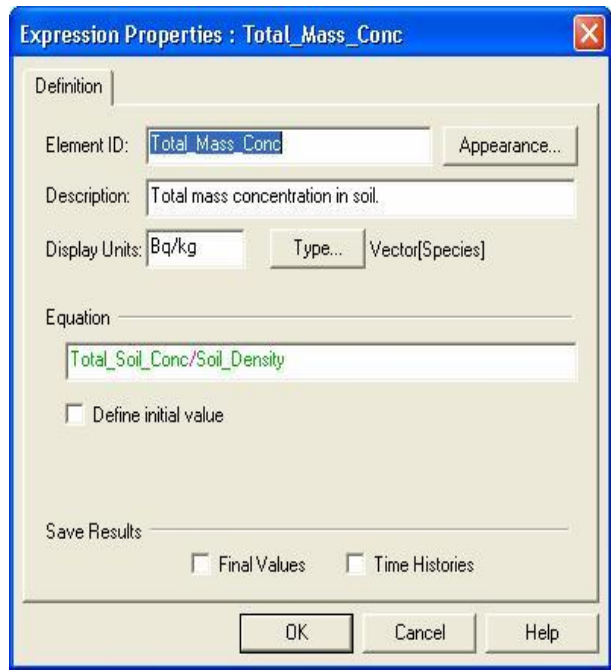 Expression Properties : Total_Mass_Conc
Definition
Element ID: Total_Mass_Conc Appearance...
Description: Total mass concentration in soil.
Display Units: Bq/kg Type... Vector[Species]
Equation
Total_Soil_Conc/Soil_Density
Define initial value
Save Results
Final Values Time Histories
OK Cancel Help